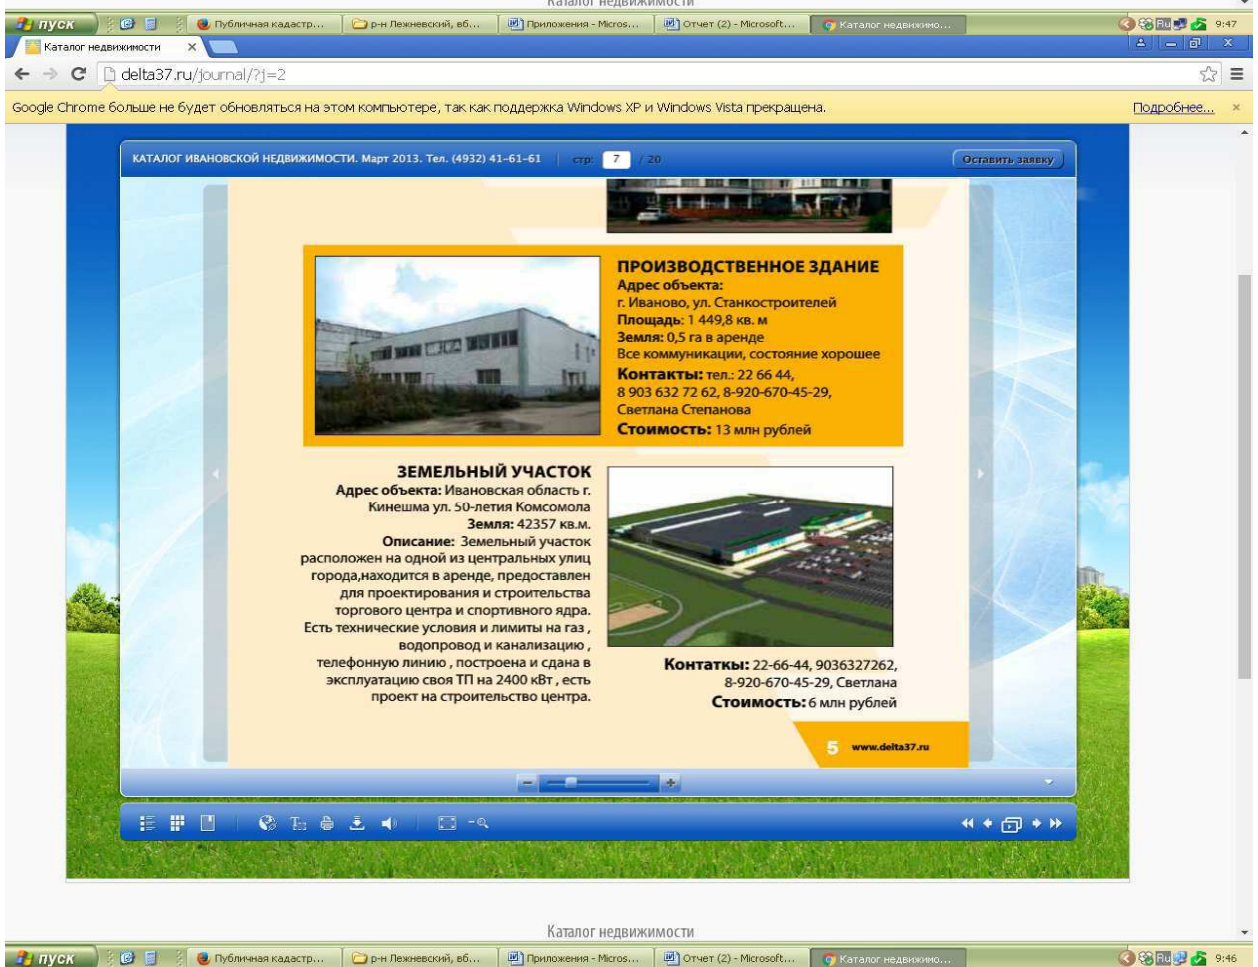 Каталог недвижимости
пуск
Публичная кадастр...
р-н Лежневский, вб...
Приложения - Micros...
Отчет (2) - Microsoft...
Каталог недвижимо...
Ru
9:47
Каталог недвижимости
delta37.ru/journal/?j=2
Google Chrome больше не будет обновляться на этом компьютере, так как поддержка Windows XP и Windows Vista прекращена.
Подробнее...
КАТАЛОГ ИВАНОВСКОЙ НЕДВИЖИМОСТИ. Март 2013. Тел. (4932) 41-61-61
стр: 7 / 20
Оставить заявку
ПРОИЗВОДСТВЕННОЕ ЗДАНИЕ
Адрес объекта:
г. Иваново, ул. Станкостроителей
Площадь: 1 449,8 кв. м
Земля: 0,5 га в аренде
Все коммуникации, состояние хорошее
Контакты: тел.: 22 66 44,
8 903 632 72 62, 8-920-670-45-29,
Светлана Степанова
Стоимость: 13 млн рублей
ЗЕМЕЛЬНЫЙ УЧАСТОК
Адрес объекта: Ивановская область г.
Кинешма ул. 50-летия Комсомола
Земля: 42357 кв.м.
Описание: Земельный участок
расположен на одной из центральных улиц
города,находится в аренде, предоставлен
для проектирования и строительства
торгового центра и спортивного ядра.
Есть технические условия и лимиты на газ ,
водопровод и канализацию ,
телефонную линию , построена и сдана в
эксплуатацию своя ТП на 2400 кВт , есть
проект на строительство центра.
Контаткы: 22-66-44, 9036327262,
8-920-670-45-29, Светлана
Стоимость: 6 млн рублей
5 www.delta37.ru
Каталог недвижимости
пуск
Публичная кадастр...
р-н Лежневский, вб...
Приложения - Micros...
Отчет (2) - Microsoft...
Каталог недвижимо...
Ru
9:46